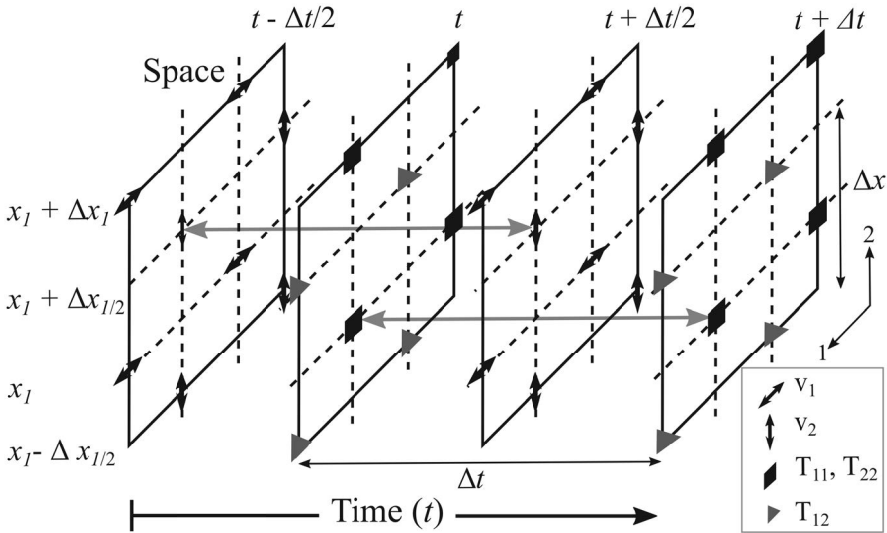 t - Δt/2
t
t + Δt/2
t + Δt
Space
x₁ + Δx₁
x₁ + Δx₁/₂
x₁
x₁- Δ x₁/₂
Δx
2
1
Δt
Time (t)
v₁
v₂
T₁₁, T₂₂
T₁₂